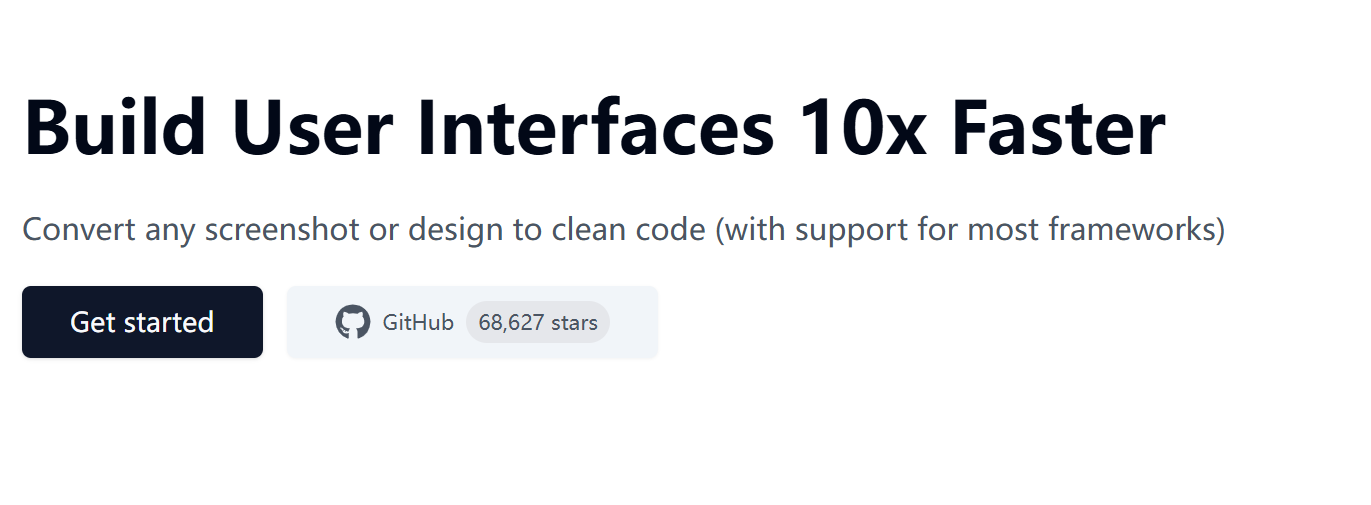 Build User Interfaces 10x Faster
Convert any screenshot or design to clean code (with support for most frameworks)
Get started
GitHub 68,627 stars